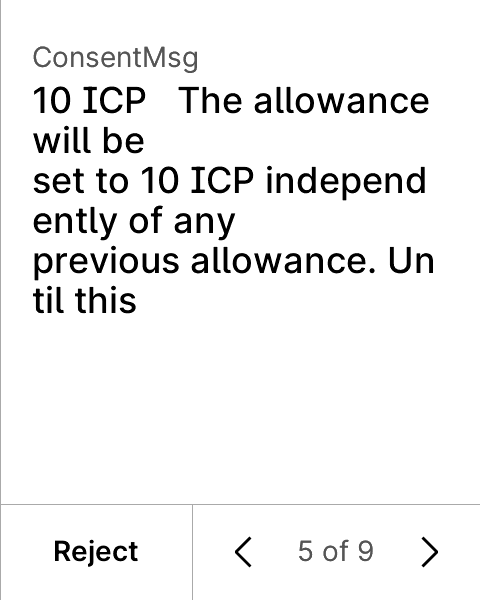 ConsentMsg
10 ICP   The allowance
will be
set to 10 ICP independ
ently of any
previous allowance. Un
til this
Reject
5 of 9